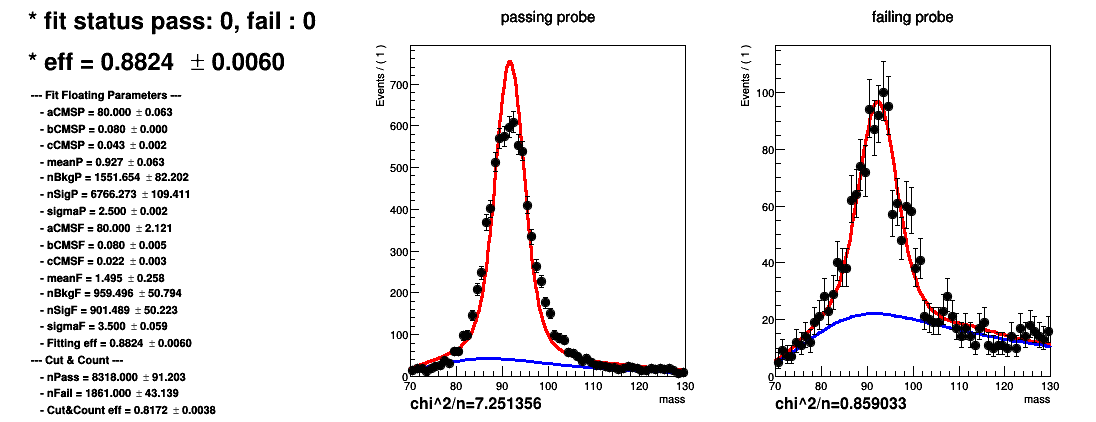 * fit status pass: 0, fail : 0
* eff = 0.8824 ± 0.0060
--- Fit Floating Parameters ---
- aCMSP = 80.000 ± 0.063
- bCMSP = 0.080 ± 0.000
- cCMSP = 0.043 ± 0.002
- meanP = 0.927 ± 0.063
- nBkgP = 1551.654 ± 82.202
- nSigP = 6766.273 ± 109.411
- sigmaP = 2.500 ± 0.002
- aCMSF = 80.000 ± 2.121
- bCMSF = 0.080 ± 0.005
- cCMSF = 0.022 ± 0.003
- meanF = 1.495 ± 0.258
- nBkgF = 959.496 ± 50.794
- nSigF = 901.489 ± 50.223
- sigmaF = 3.500 ± 0.059
- Fitting eff = 0.8824 ± 0.0060
--- Cut & Count ---
- nPass = 8318.000 ± 91.203
- nFail = 1861.000 ± 43.139
- Cut&Count eff = 0.8172 ± 0.0038
passing probe
Events / ( 1 )
700
600
500
400
300
200
100
0
70 80 90 100 110 120 130
mass
chi^2/n=7.251356
failing probe
Events / ( 1 )
100
80
60
40
20
0
70 80 90 100 110 120 130
mass
chi^2/n=0.859033